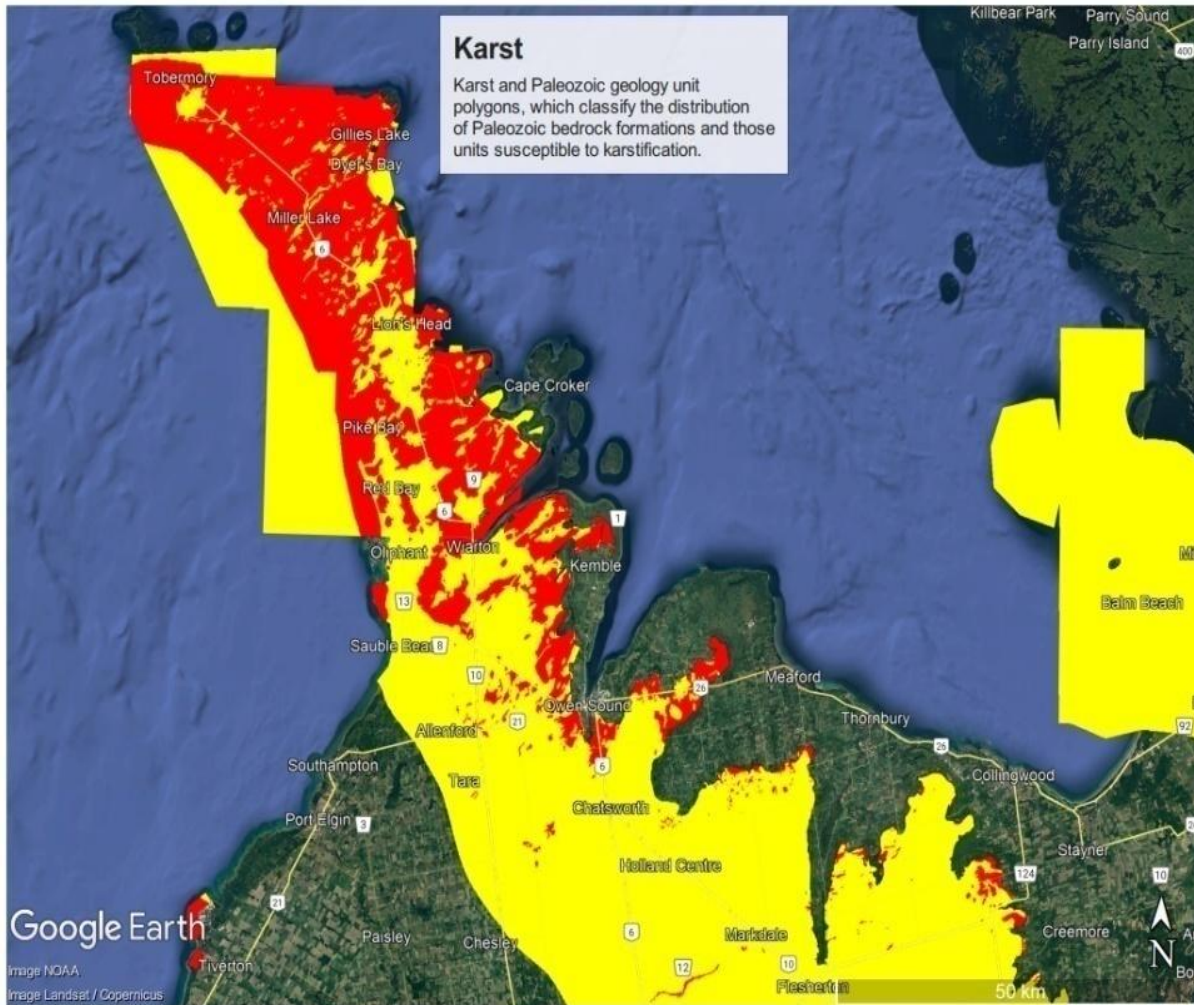 Killbear Park
Parry Sound
Parry Island
400
Karst
Karst and Paleozoic geology unit
polygons, which classify the distribution
of Paleozoic bedrock formations and those
units susceptible to karstification.
Tobermory
Gillies Lake
Dyer's Bay
Miller Lake
6
Lion's Head
Cape Croker
Pike Bay
9
Red Bay
6
1
Oliphant
Wiarton
Kemble
13
Balm Beach
Sauble Bea
8
10
Meaford
26
Owen Sound
21
Thornbury
Allenford
92
26
Southampton
6
Collingwood
Tara
Chatsworth
Port Elgin
3
Stayner
Holland Centre
124
10
21
Google Earth
Paisley
Chesley
6
Markdale
Creemore
N
Tiverton
12
10
Image NOAA
Flesherton
50 km
Image Landsat / Copernicus